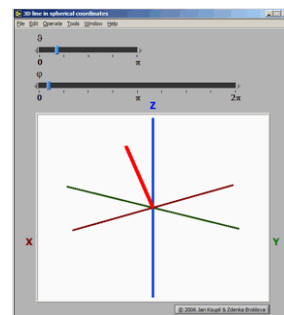 3D line in spherical coordinates
File Edit Operate Tools Window Help
ϑ
0 π
φ
0 π 2π
Z
X Y
© 2006 Jan Koupil & Zdenka Broklova